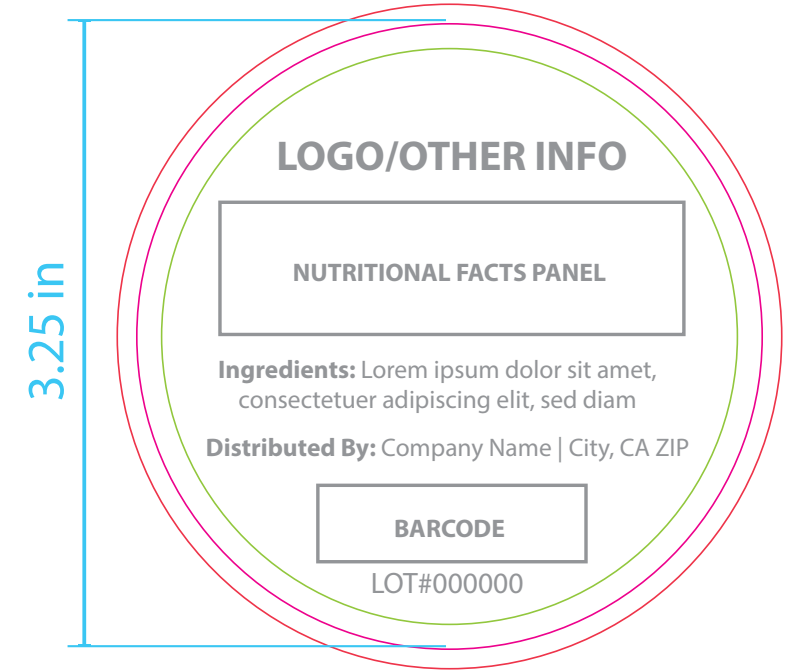 LOGO/OTHER INFO
NUTRITIONAL FACTS PANEL
Ingredients: Lorem ipsum dolor sit amet,
consectetuer adipiscing elit, sed diam
Distributed By: Company Name | City, CA ZIP
BARCODE
LOT#000000
3.25 in